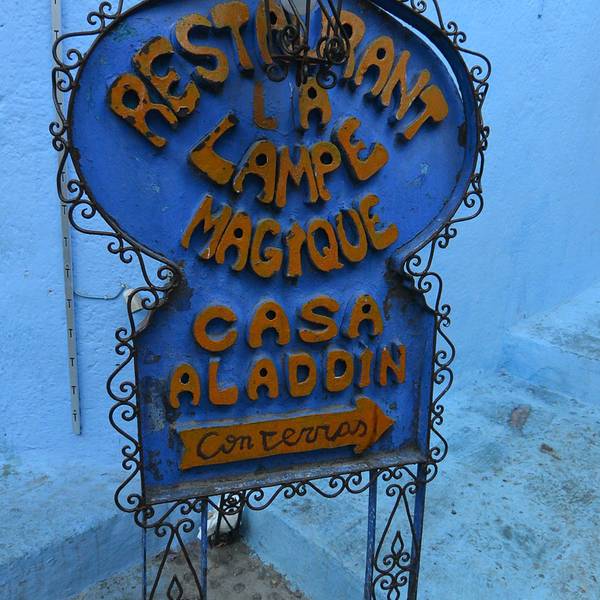 RESTAURANT
LA
LAMPE
MAGIQUE
CASA
ALADDIN
Con terras